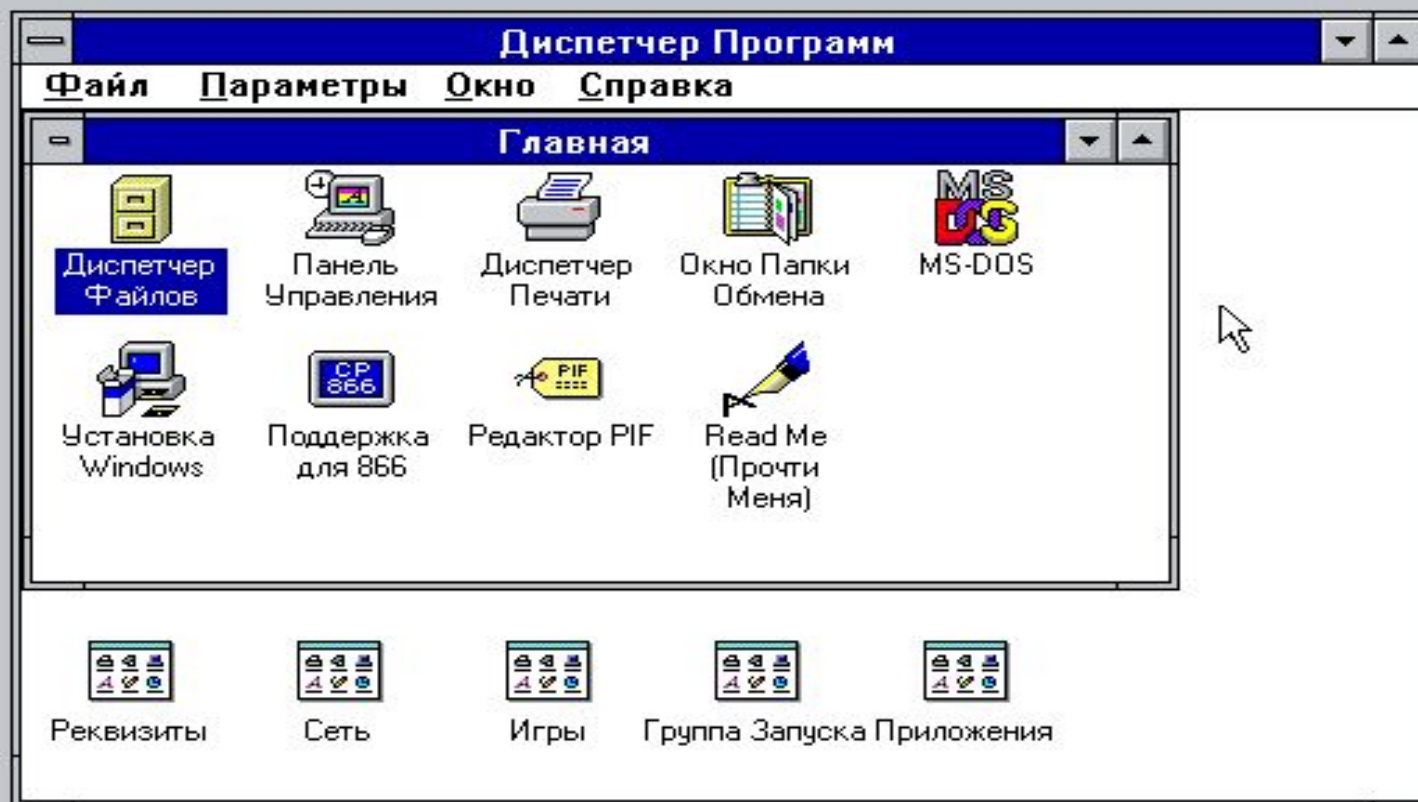 Диспетчер Программ
Файл Параметры Окно Справка
Главная
Диспетчер Файлов
Панель Управления
Диспетчер Печати
Окно Папки Обмена
MS-DOS
Установка Windows
CP 866
Поддержка для 866
PIF
Редактор PIF
Read Me (Прочти Меня)
Реквизиты
Сеть
Игры
Группа Запуска
Приложения